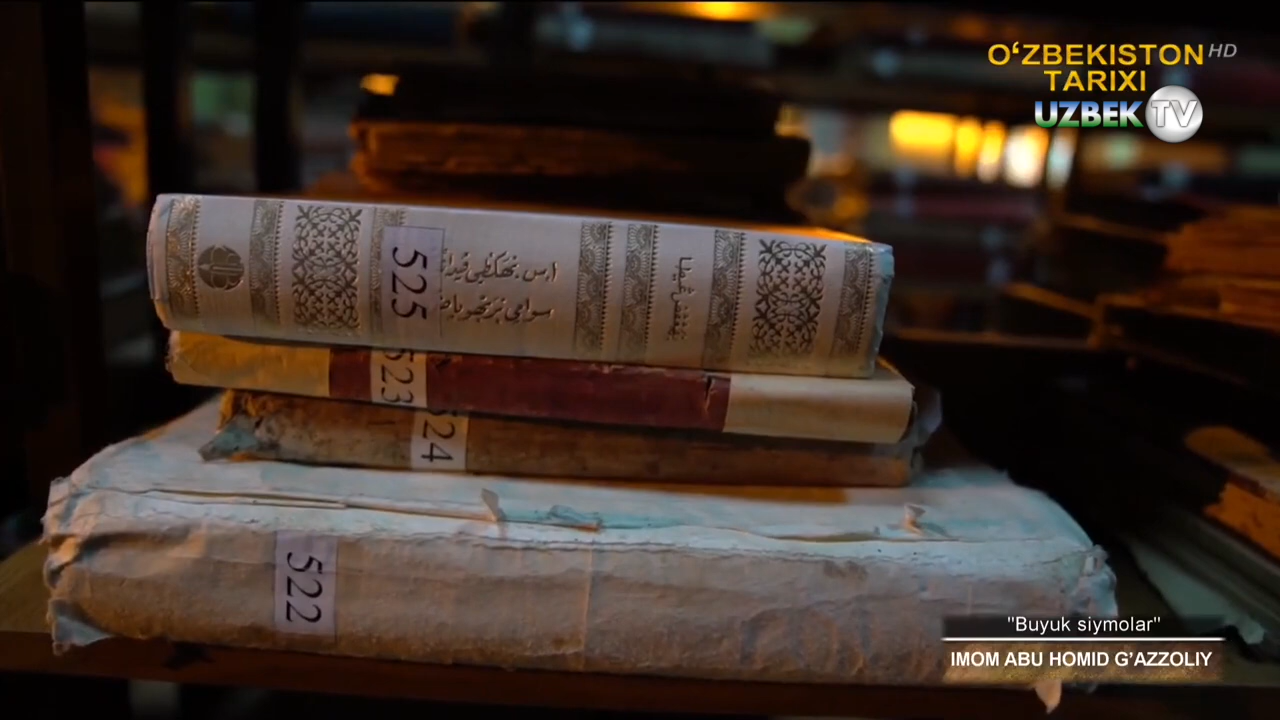 O‘ZBEKISTON HD
TARIXI
UZBEK TV
525
523
524
522
"Buyuk siymolar"
IMOM ABU HOMID G’AZZOLIY